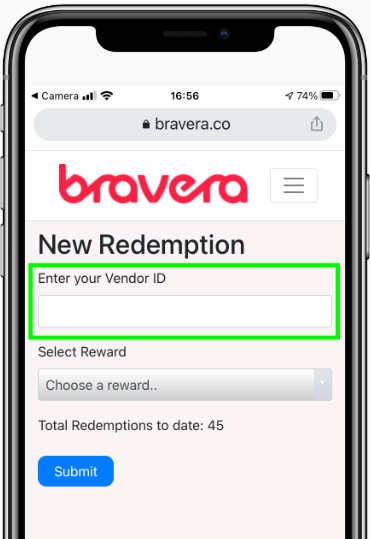 Camera 16:56 74%
bravera.co
bravera
New Redemption
Enter your Vendor ID
Select Reward
Choose a reward..
Total Redemptions to date: 45
Submit